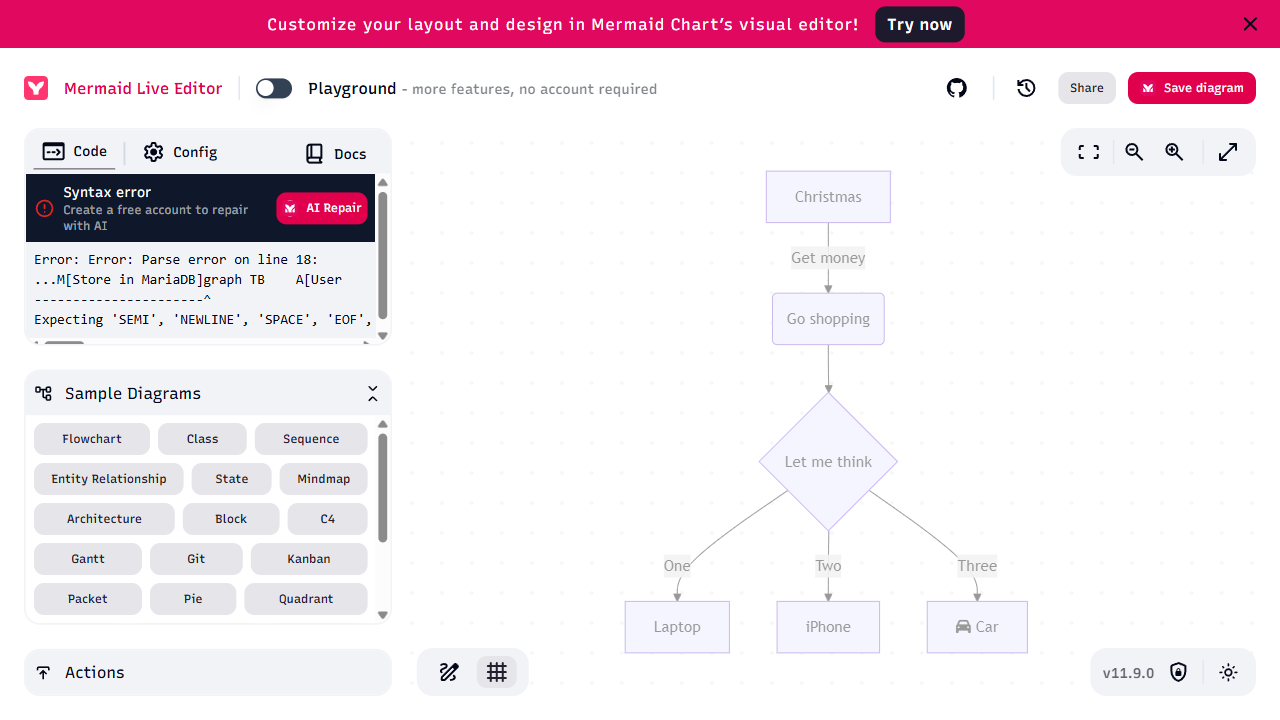 Customize your layout and design in Mermaid Chart's visual editor! Try now
Mermaid Live Editor
Playground - more features, no account required
Share
Save diagram
Code
Config
Docs
Syntax error
Create a free account to repair
with AI
AI Repair
Error: Error: Parse error on line 18:
...M[Store in MariaDB]graph TB    A[User
----------------------^
Expecting 'SEMI', 'NEWLINE', 'SPACE', 'EOF',
Sample Diagrams
Flowchart Class Sequence
Entity Relationship State Mindmap
Architecture Block C4
Gantt Git Kanban
Packet Pie Quadrant
Actions
Christmas
Get money
Go shopping
Let me think
One Two Three
Laptop iPhone Car
v11.9.0